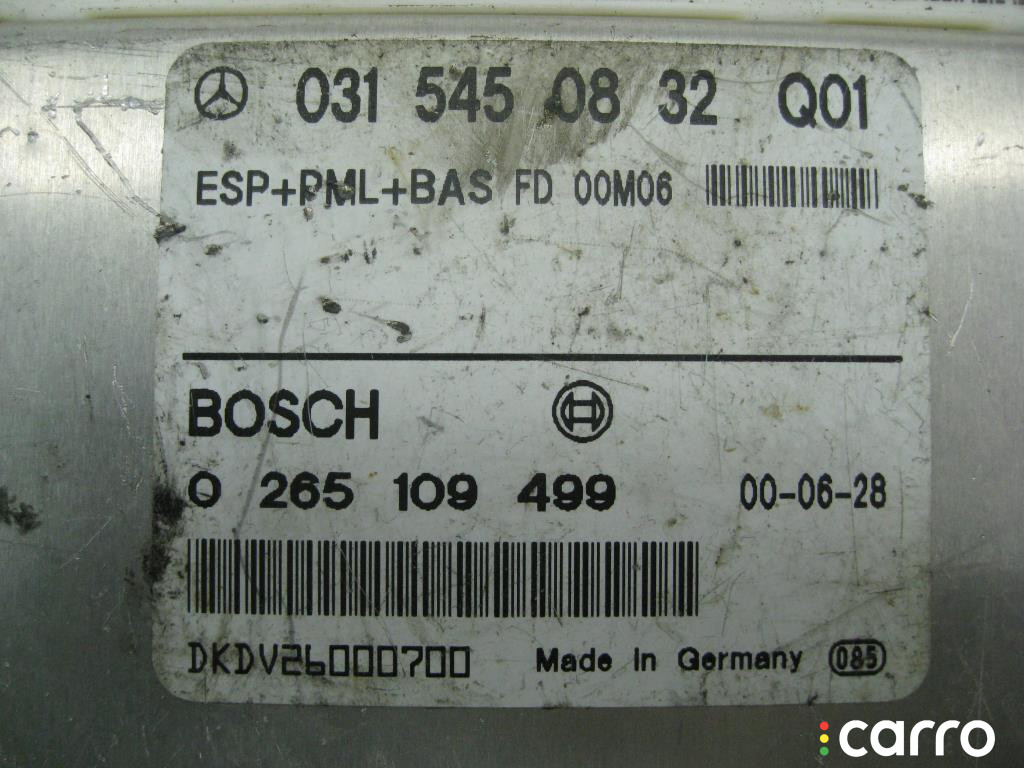 031 545 08 32 Q01
ESP+PML+BAS FD 00M06
BOSCH
0 265 109 499 00-06-28
DKDV26000700 Made in Germany 085
carro